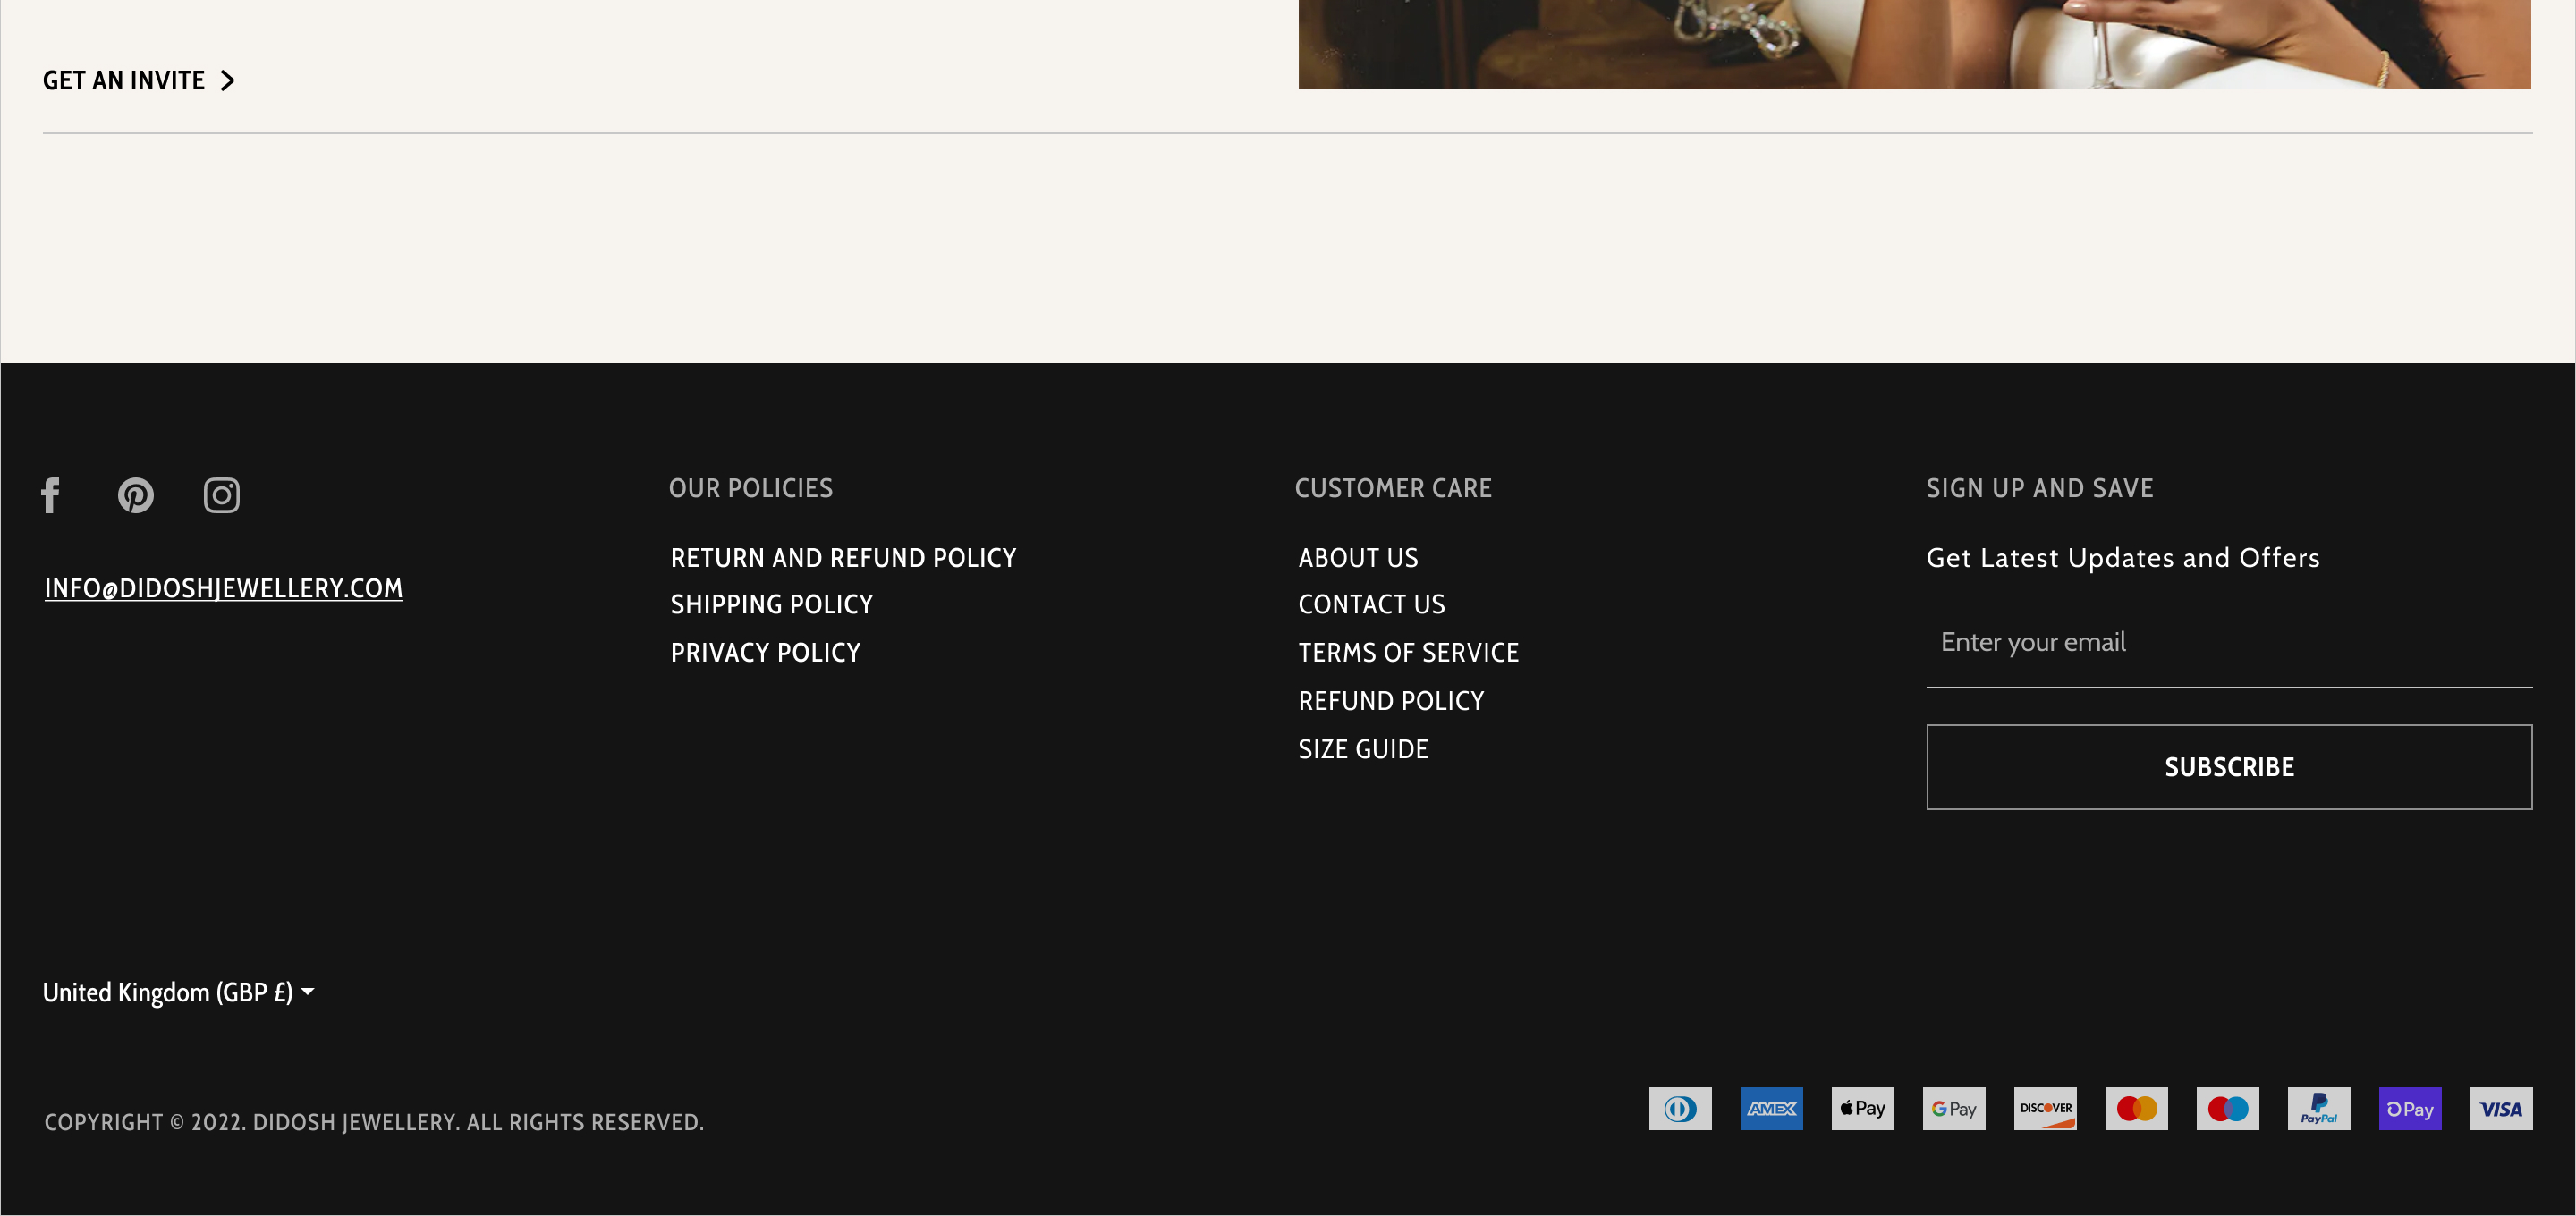 GET AN INVITE
INFO@DIDOSHJEWELLERY.COM
OUR POLICIES
RETURN AND REFUND POLICY
SHIPPING POLICY
PRIVACY POLICY
CUSTOMER CARE
ABOUT US
CONTACT US
TERMS OF SERVICE
REFUND POLICY
SIZE GUIDE
SIGN UP AND SAVE
Get Latest Updates and Offers
Enter your email
SUBSCRIBE
United Kingdom (GBP £)
COPYRIGHT © 2022. DIDOSH JEWELLERY. ALL RIGHTS RESERVED.
AMEX
Pay
G Pay
DISCOVER
PayPal
Pay
VISA